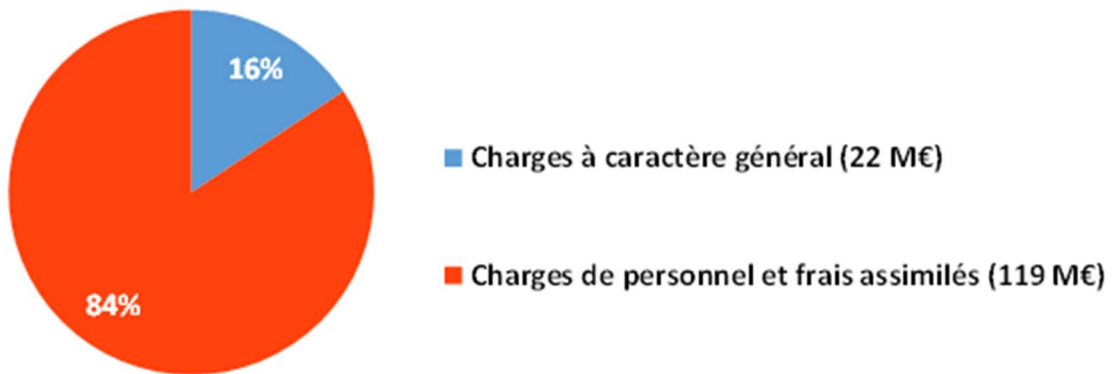 16%
Charges à caractère général (22 M€)
Charges de personnel et frais assimilés (119 M€)
84%